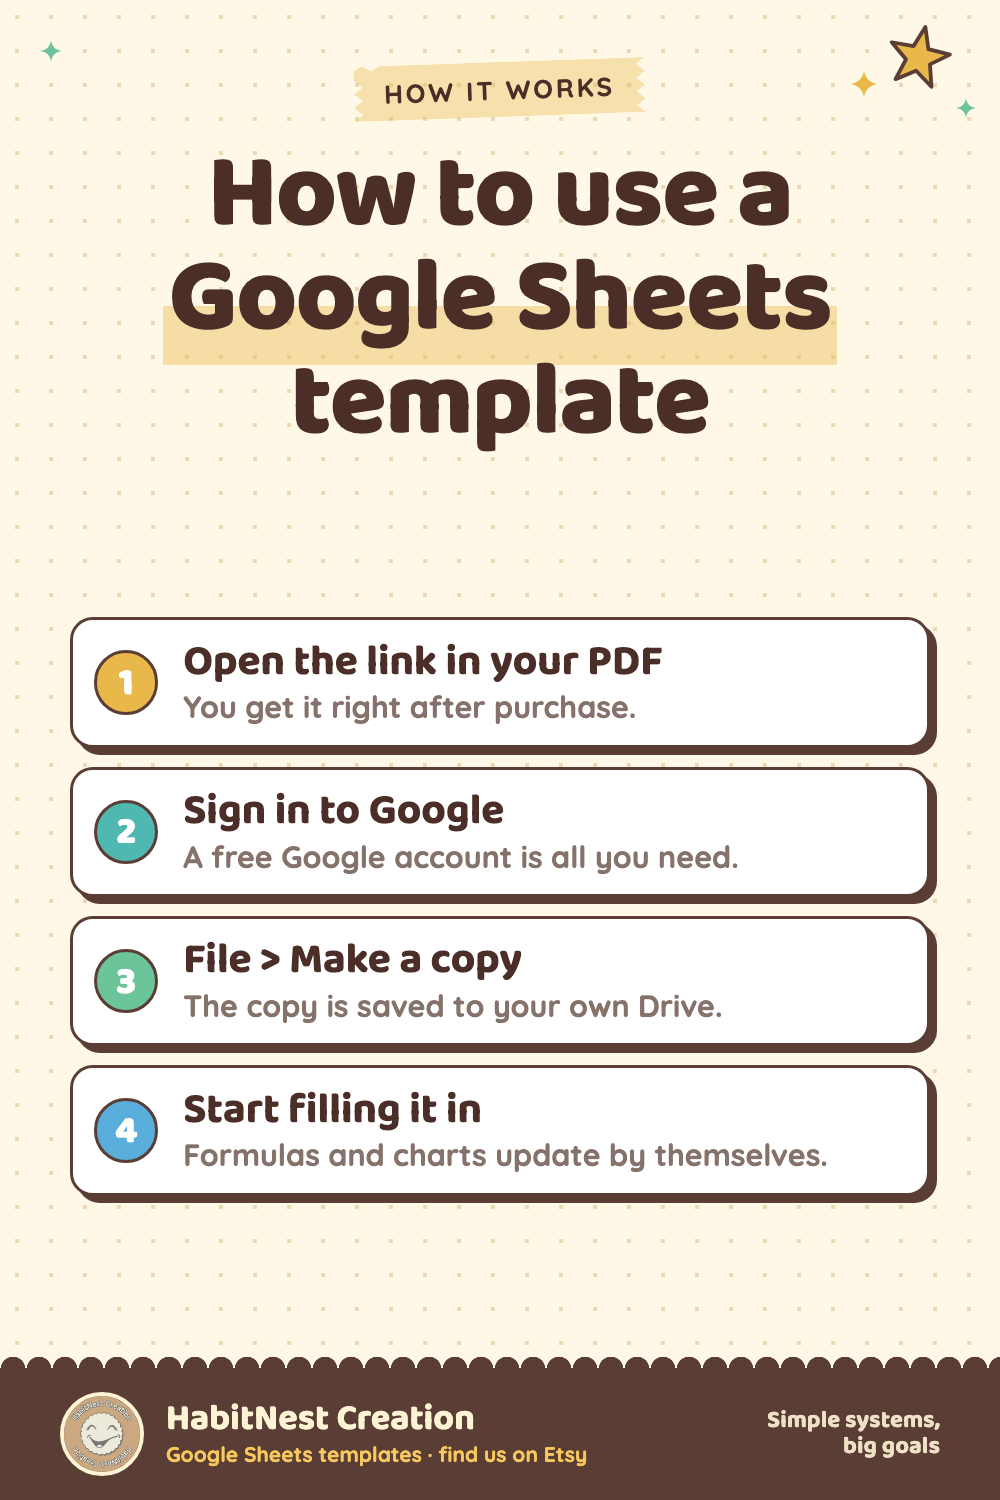 HOW IT WORKS
How to use a
Google Sheets
template
1
Open the link in your PDF
You get it right after purchase.
2
Sign in to Google
A free Google account is all you need.
3
File > Make a copy
The copy is saved to your own Drive.
4
Start filling it in
Formulas and charts update by themselves.
HabitNest Creation
HabitNest Creation
Google Sheets templates · find us on Etsy
Simple systems,
big goals